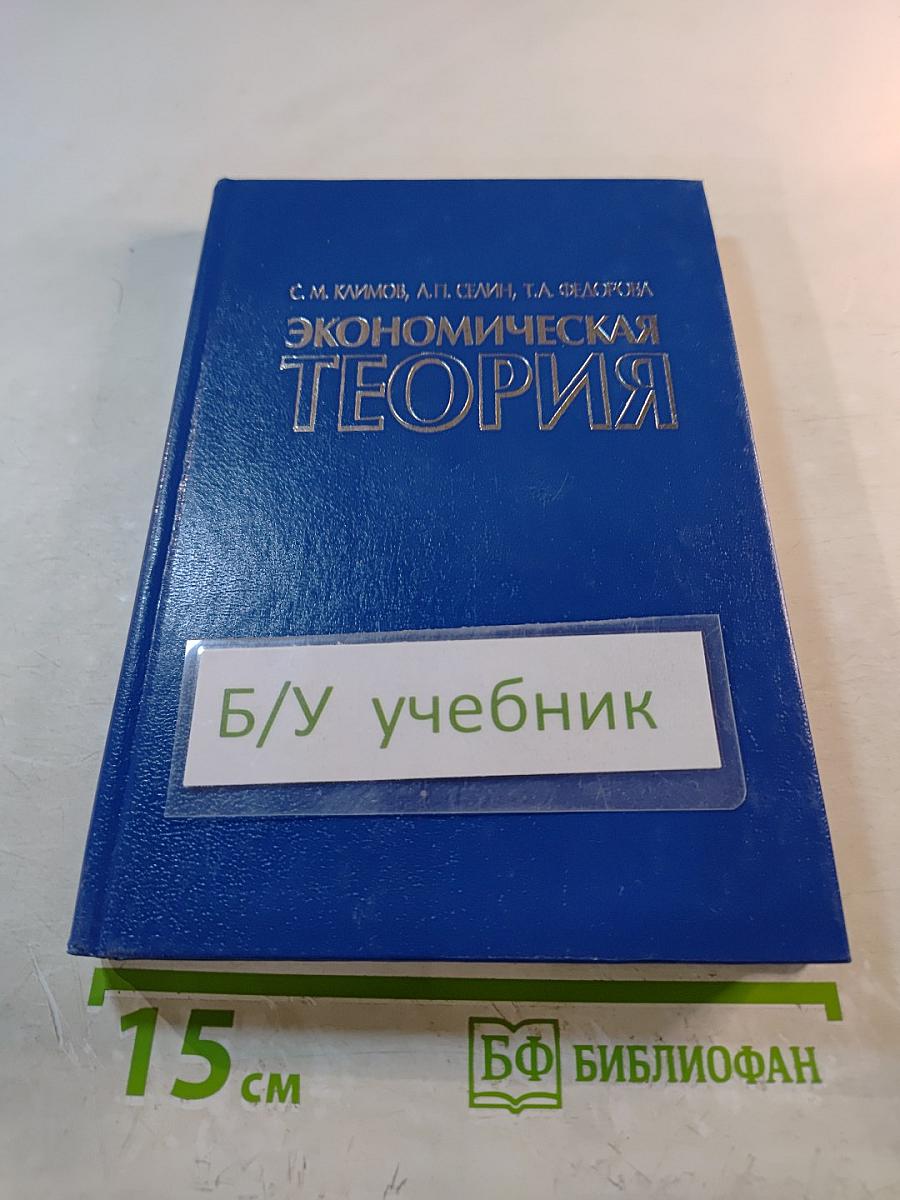 С. М. КЛИМОВ, А.П. СЕЛИН, Т.А. ФЕДОРОВА
ЭКОНОМИЧЕСКАЯ
ТЕОРИЯ
Б/У учебник
15 см
БФ БИБЛИОФАН